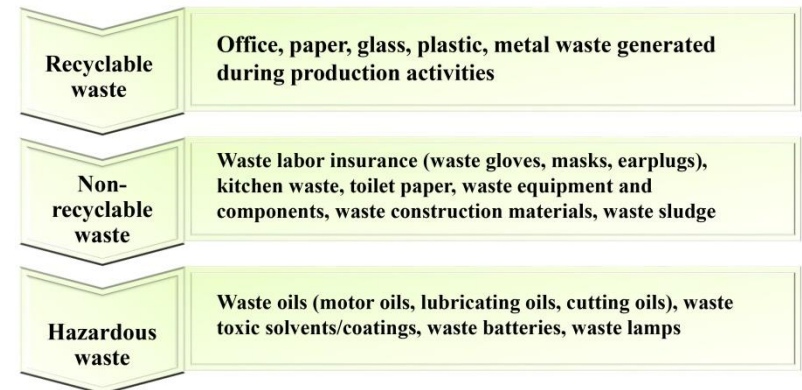 Recyclable
waste
Office, paper, glass, plastic, metal waste generated
during production activities
Non-
recyclable
waste
Waste labor insurance (waste gloves, masks, earplugs),
kitchen waste, toilet paper, waste equipment and
components, waste construction materials, waste sludge
Hazardous
waste
Waste oils (motor oils, lubricating oils, cutting oils), waste
toxic solvents/coatings, waste batteries, waste lamps